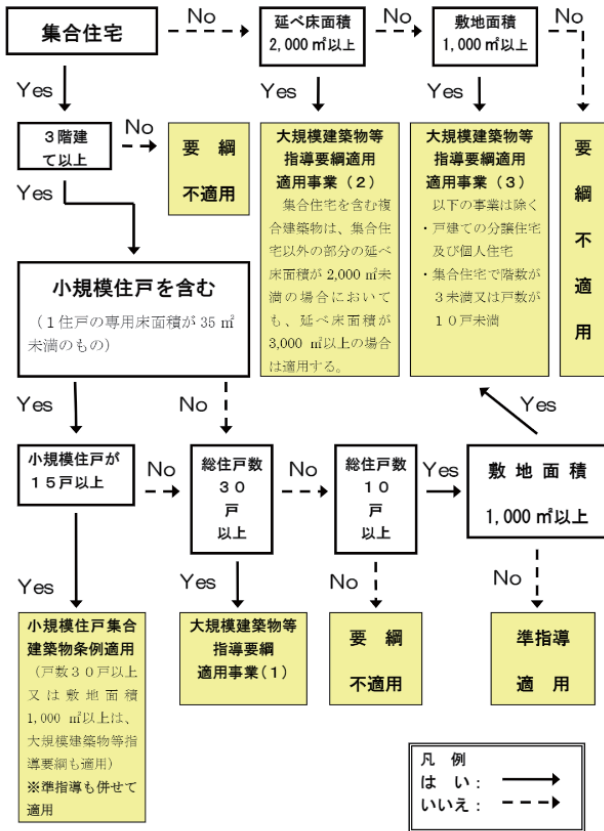 集合住宅
No
延べ床面積
2,000 ㎡以上
No
敷地面積
1,000 ㎡以上
No
Yes
Yes
Yes
3階建
て以上
No
要 綱
不適用
大規模建築物等
指導要綱適用
適用事業（2）
集合住宅を含む複
合建築物は、集合住
宅以外の部分の延べ
床面積が 2,000 ㎡未
満の場合において
も、延べ床面積が
3,000 ㎡以上の場合
は適用する。
大規模建築物等
指導要綱適用
適用事業（3）
以下の事業は除く
・戸建ての分譲住宅
及び個人住宅
・集合住宅で階数が
３未満又は戸数が
１０戸未満
要
綱
不
適
用
Yes
小規模住戸を含む
（１住戸の専用床面積が 35 ㎡
未満のもの）
Yes
No
Yes
小規模住戸が
１５戸以上
No
総住戸数
３０
戸
以上
No
総住戸数
１０
戸
以上
Yes
敷 地 面 積
1,000 ㎡以上
Yes
Yes
No
No
小規模住戸集合
建築物条例適用
（戸数３０戸以上
又は敷地面積
1,000 ㎡以上は、
大規模建築物等指
導要綱も適用）
※準指導も併せて
適用
大規模建築物等
指導要綱
適用事業(1)
要 綱
不適用
準指導
適 用
凡 例
は い：
いいえ：